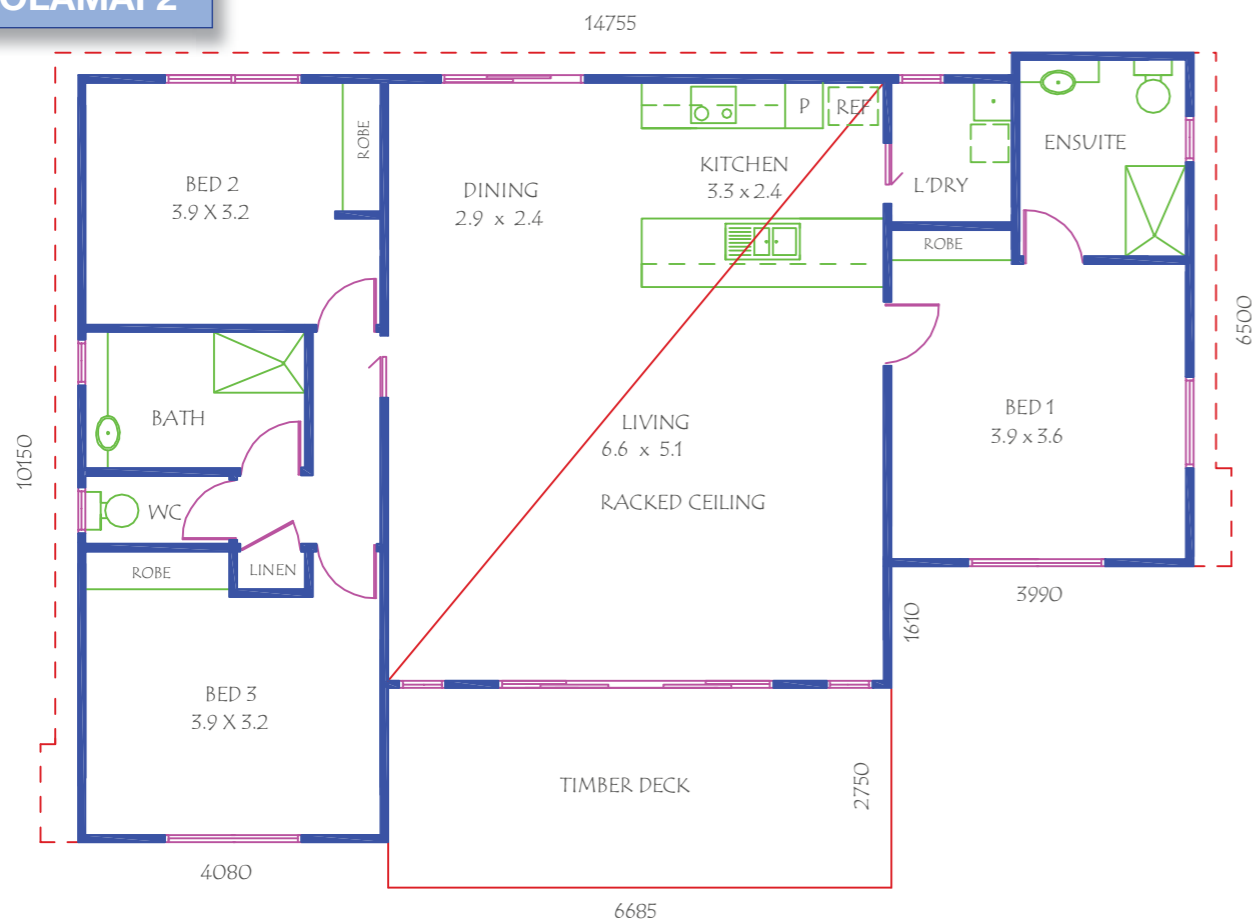 14755
BED 2
3.9 X 3.2
ROBE
DINING
2.9 x 2.4
KITCHEN
3.3 x 2.4
P
REF
L'DRY
ENSUITE
ROBE
6500
BATH
LIVING
6.6 x 5.1
RACKED CEILING
BED 1
3.9 x 3.6
10150
WC
ROBE
LINEN
3990
1610
BED 3
3.9 X 3.2
TIMBER DECK
2750
4080
6685